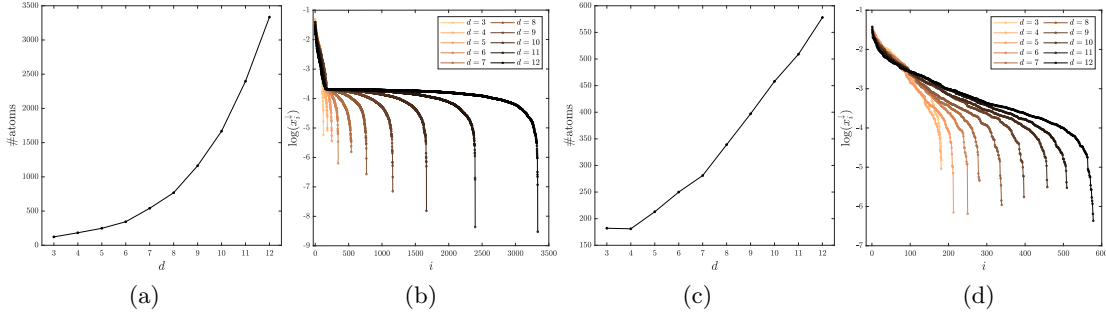 3500
3000
2500
2000
1500
1000
500
0
#atoms
3 4 5 6 7 8 9 10 11 12
d
(a)
-2
-3
-4
-5
-6
-7
-8
-9
log(x_i^↓)
d = 3 d = 8
d = 4 d = 9
d = 5 d = 10
d = 6 d = 11
d = 7 d = 12
0 500 1000 1500 2000 2500 3000 3500
i
(b)
600
550
500
450
400
350
300
250
200
150
#atoms
3 4 5 6 7 8 9 10 11 12
d
(c)
-1
-2
-3
-4
-5
-6
-7
log(x_i^↓)
d = 3 d = 8
d = 4 d = 9
d = 5 d = 10
d = 6 d = 11
d = 7 d = 12
0 100 200 300 400 500 600
i
(d)